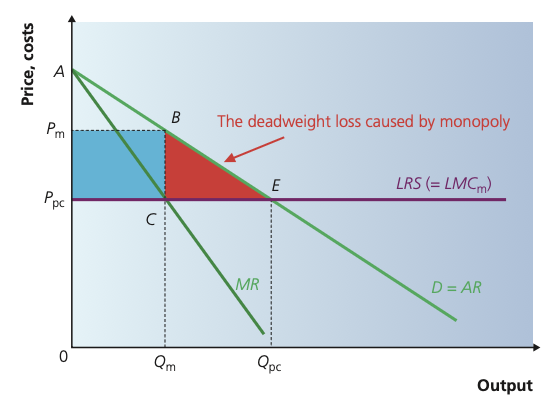 Price, costs
A
B
The deadweight loss caused by monopoly
Pm
E
LRS (= LMCm)
Ppc
C
MR
D = AR
0
Qm
Qpc
Output